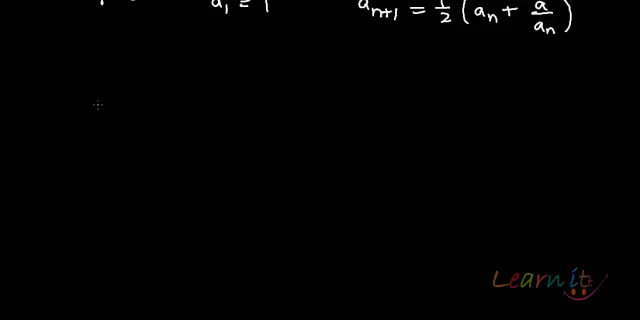 a₁ = 1 aₙ₊₁ = 1/2 (aₙ + a/aₙ)
Learnit